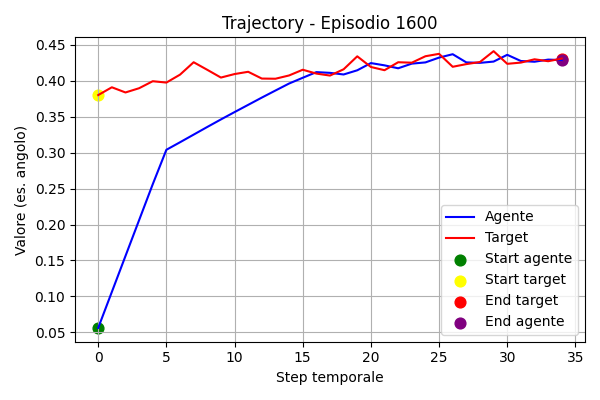 Trajectory - Episodio 1600
Valore (es. angolo)
0.45
0.40
0.35
0.30
0.25
0.20
0.15
0.10
0.05
Agente
Target
Start agente
Start target
End target
End agente
0 5 10 15 20 25 30 35
Step temporale